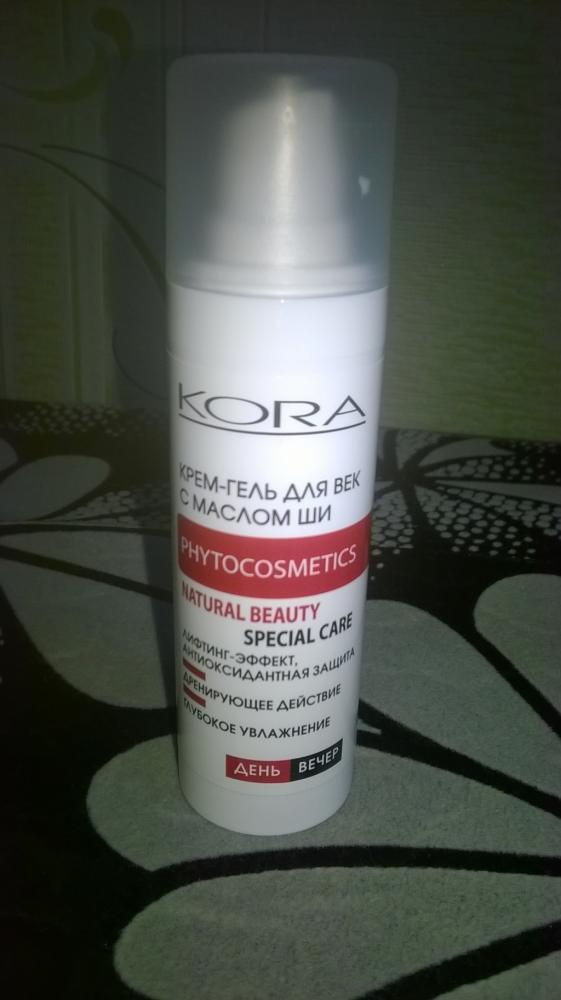 KORA
КРЕМ-ГЕЛЬ ДЛЯ ВЕК
С МАСЛОМ ШИ
PHYTOCOSMETICS
NATURAL BEAUTY
SPECIAL CARE
ЛИФТИНГ-ЭФФЕКТ,
АНТИОКСИДАНТНАЯ ЗАЩИТА
ДРЕНИРУЮЩЕЕ ДЕЙСТВИЕ
ГЛУБОКОЕ УВЛАЖНЕНИЕ
ДЕНЬ ВЕЧЕР